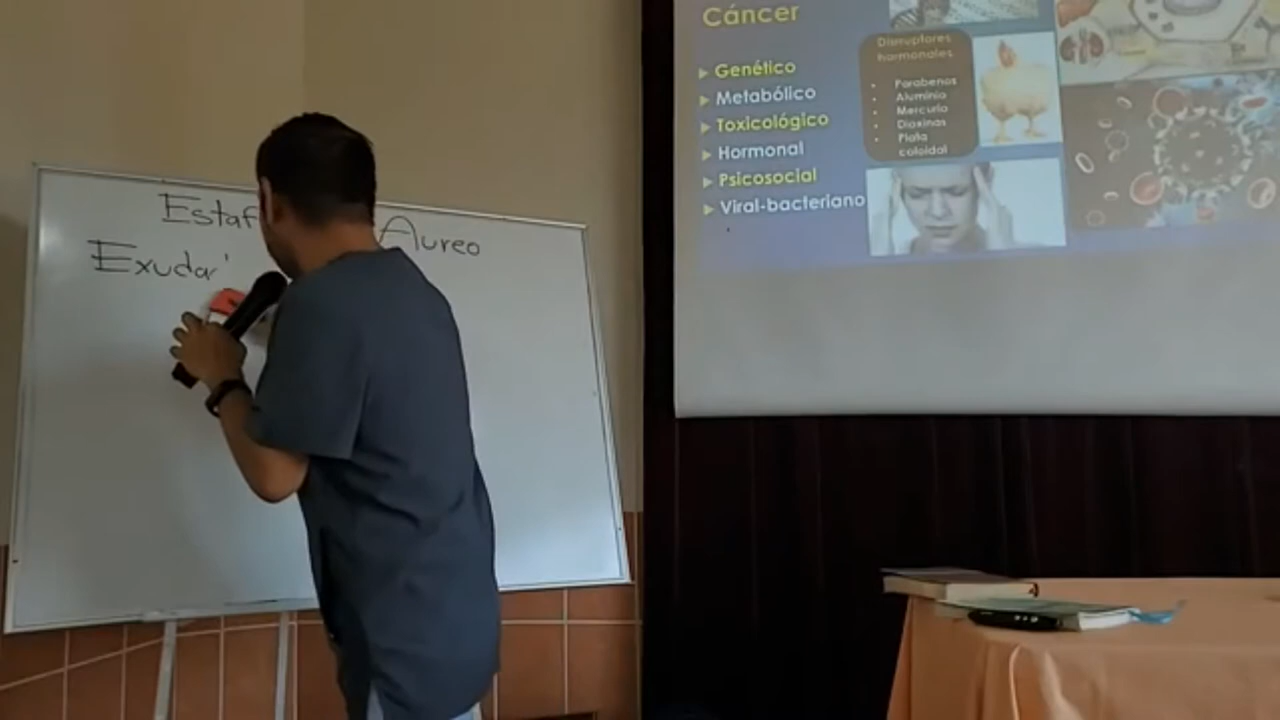 Estaf Aureo
Exudar'
Cáncer
Genético
Metabólico
Toxicológico
Hormonal
Psicosocial
Viral-bacteriano
Disruptores
hormonales
Parabenos
Aluminio
Mercurio
Dioxinas
Plata
coloidal